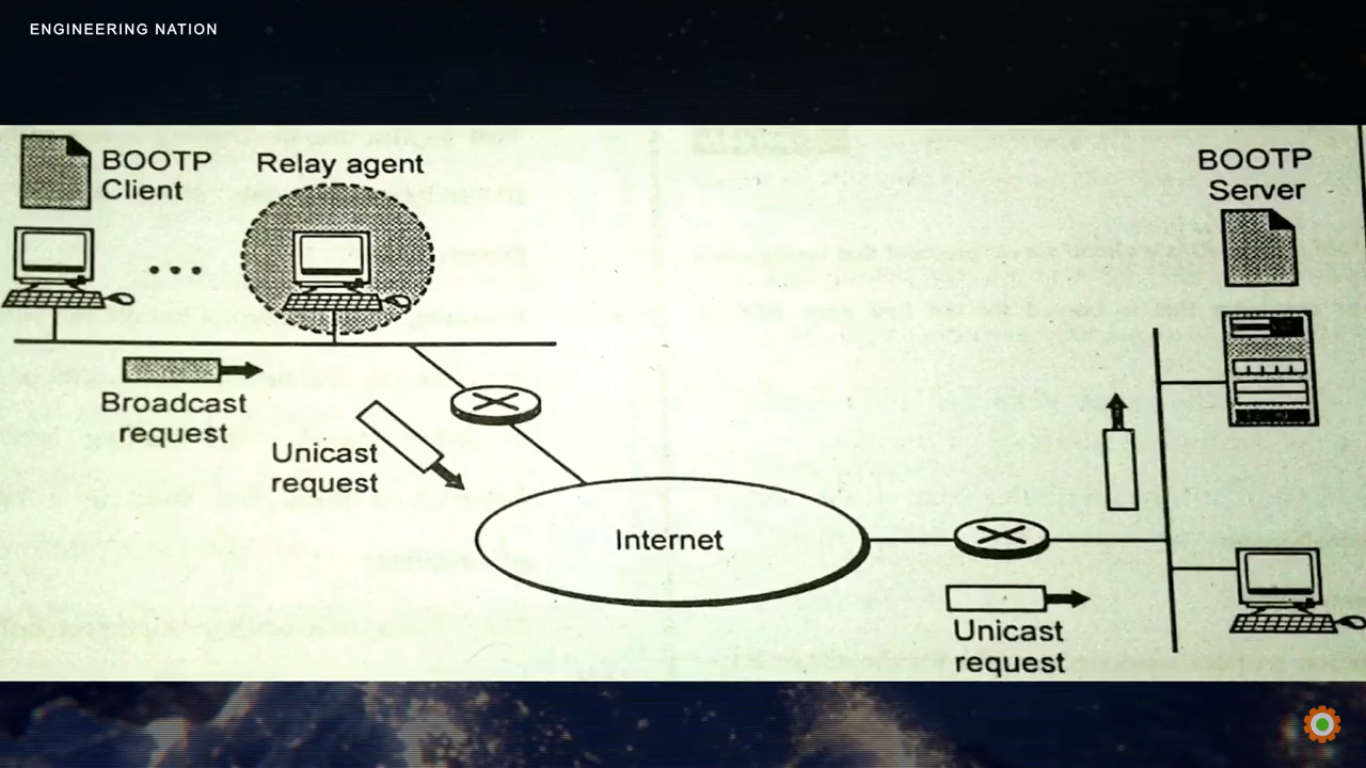 ENGINEERING NATION
BOOTP
Client
Relay agent
BOOTP
Server
Broadcast
request
Unicast
request
Internet
Unicast
request